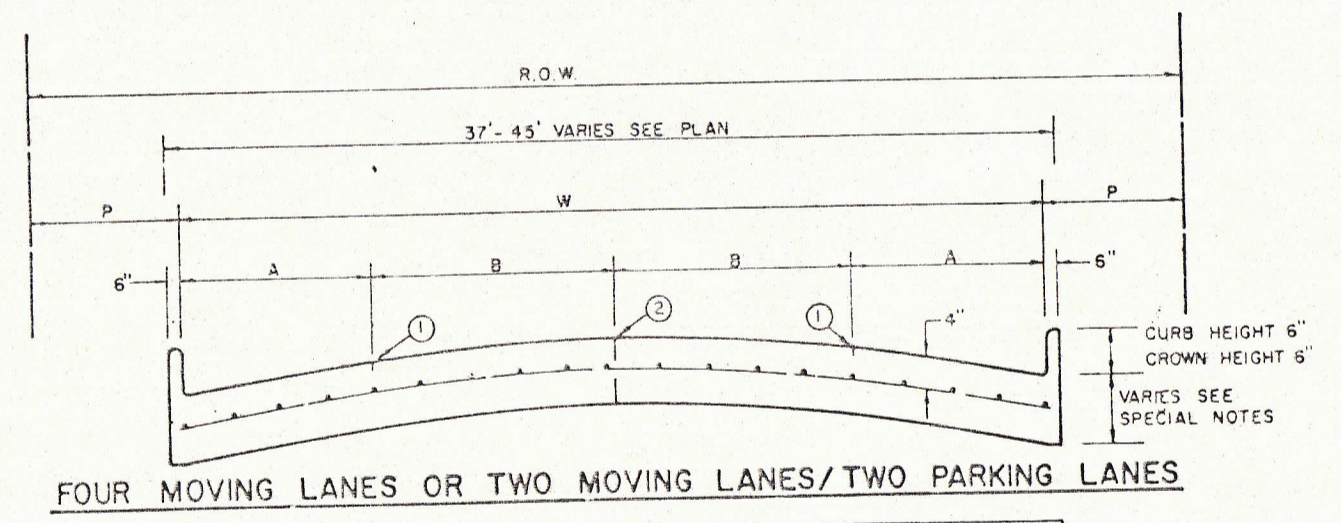 R.O.W.
37'- 45' VARIES SEE PLAN
P
W
P
6"
A
B
B
A
6"
1
2
1
4"
CURB HEIGHT 6"
CROWN HEIGHT 6"
VARIES SEE
SPECIAL NOTES
FOUR MOVING LANES OR TWO MOVING LANES/TWO PARKING LANES